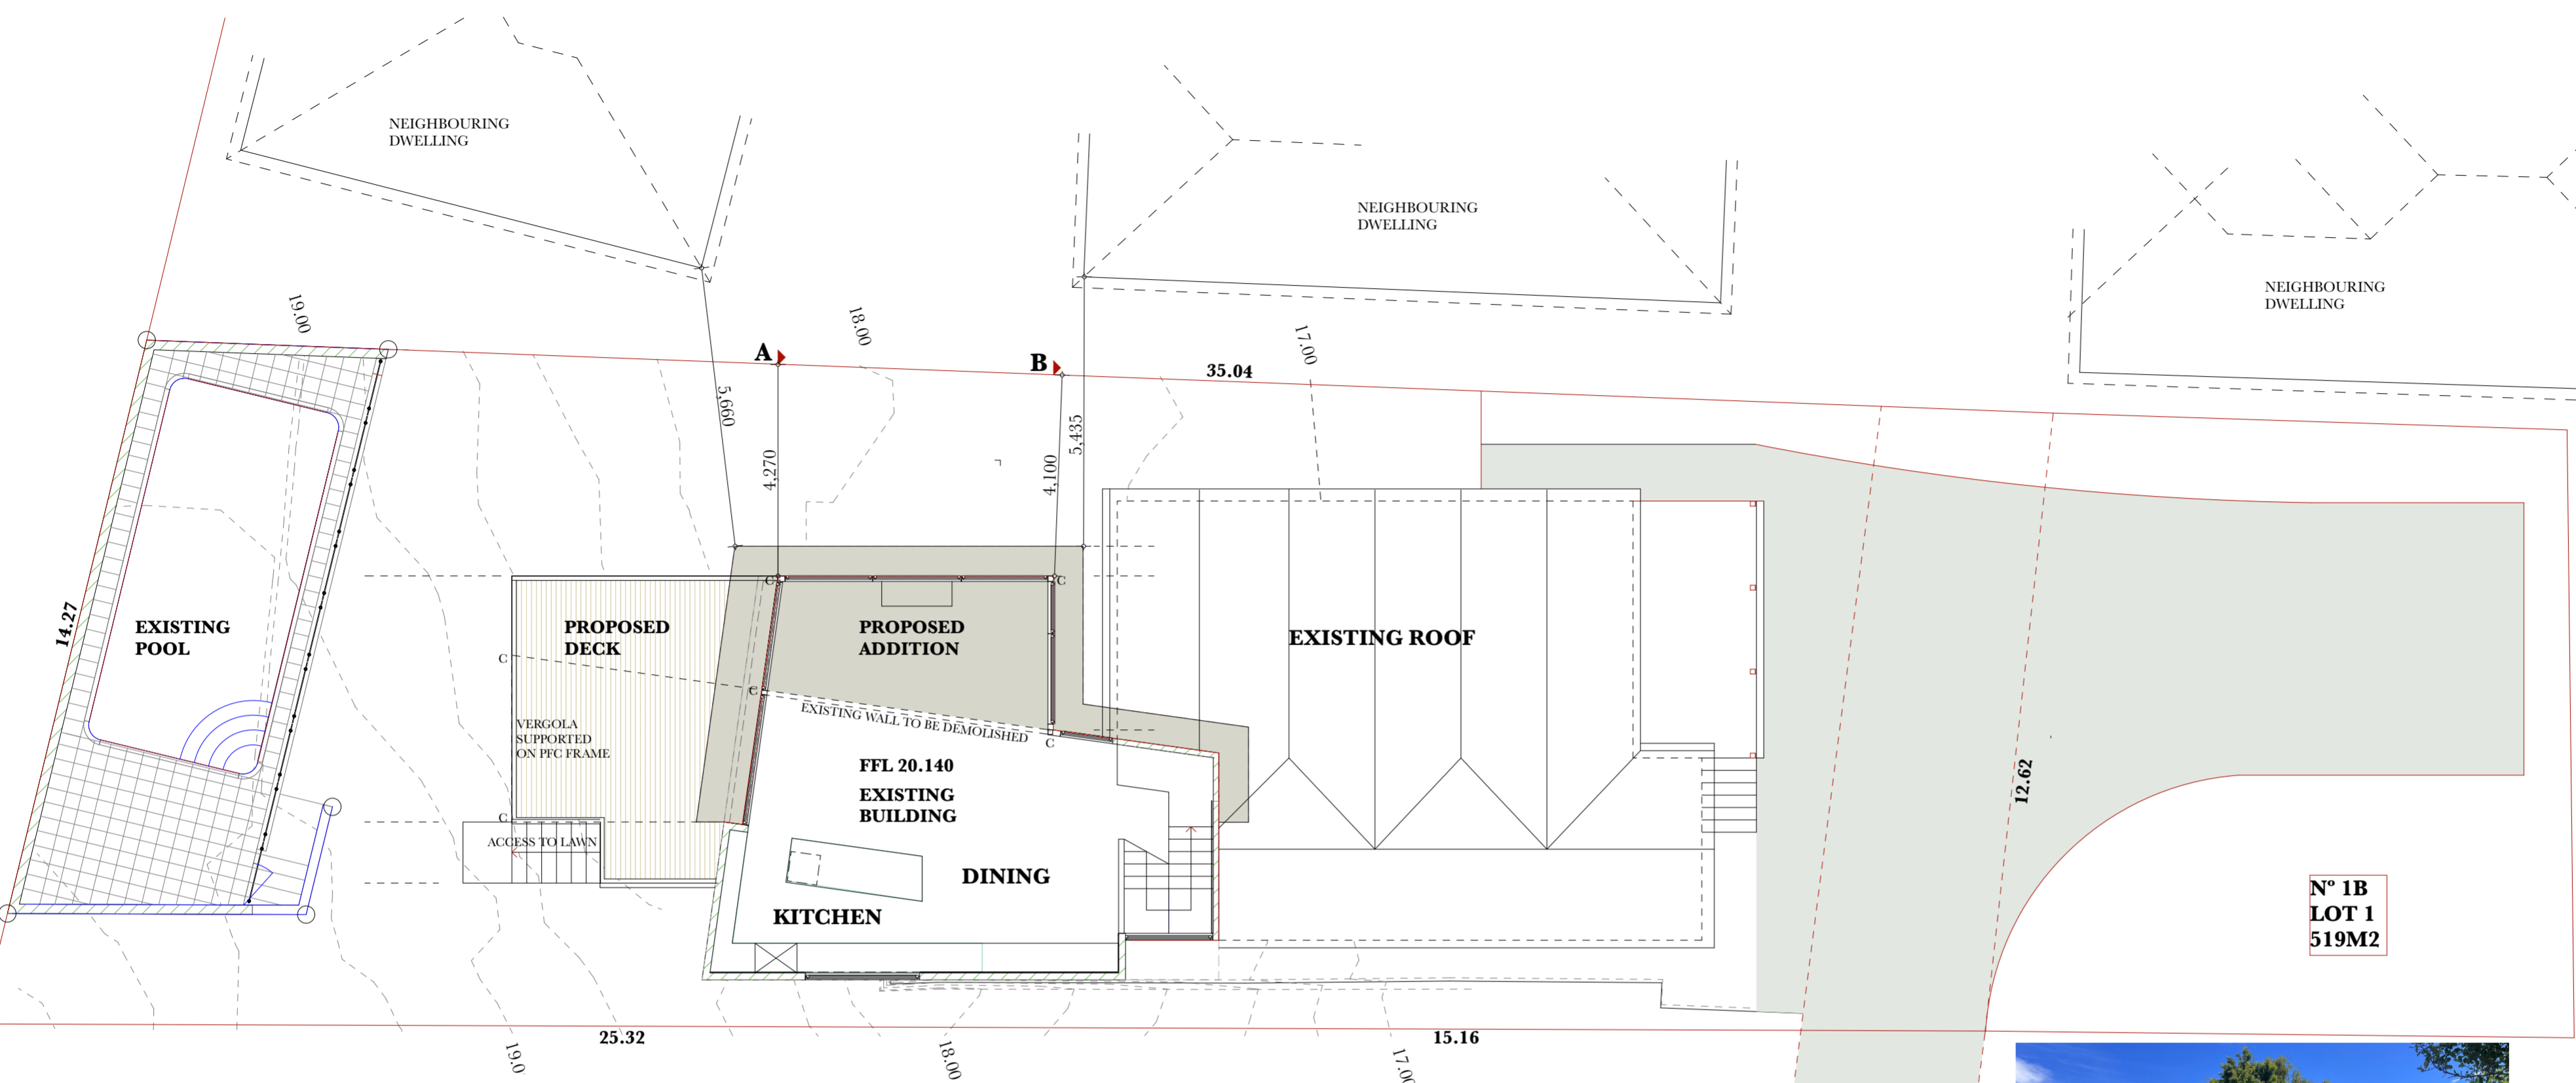 NEIGHBOURING
DWELLING
NEIGHBOURING
DWELLING
NEIGHBOURING
DWELLING
19.00
18.00
17.00
A
B
35.04
5,660
4,270
4,100
5,435
14.27
EXISTING
POOL
PROPOSED
DECK
PROPOSED
ADDITION
EXISTING ROOF
C
C
C
C
C
C
VERGOLA
SUPPORTED
ON PFC FRAME
EXISTING WALL TO BE DEMOLISHED
FFL 20.140
EXISTING
BUILDING
ACCESS TO LAWN
DINING
KITCHEN
12.62
Nº 1B
LOT 1
519M2
25.32
15.16
19.0
18.00
17.00